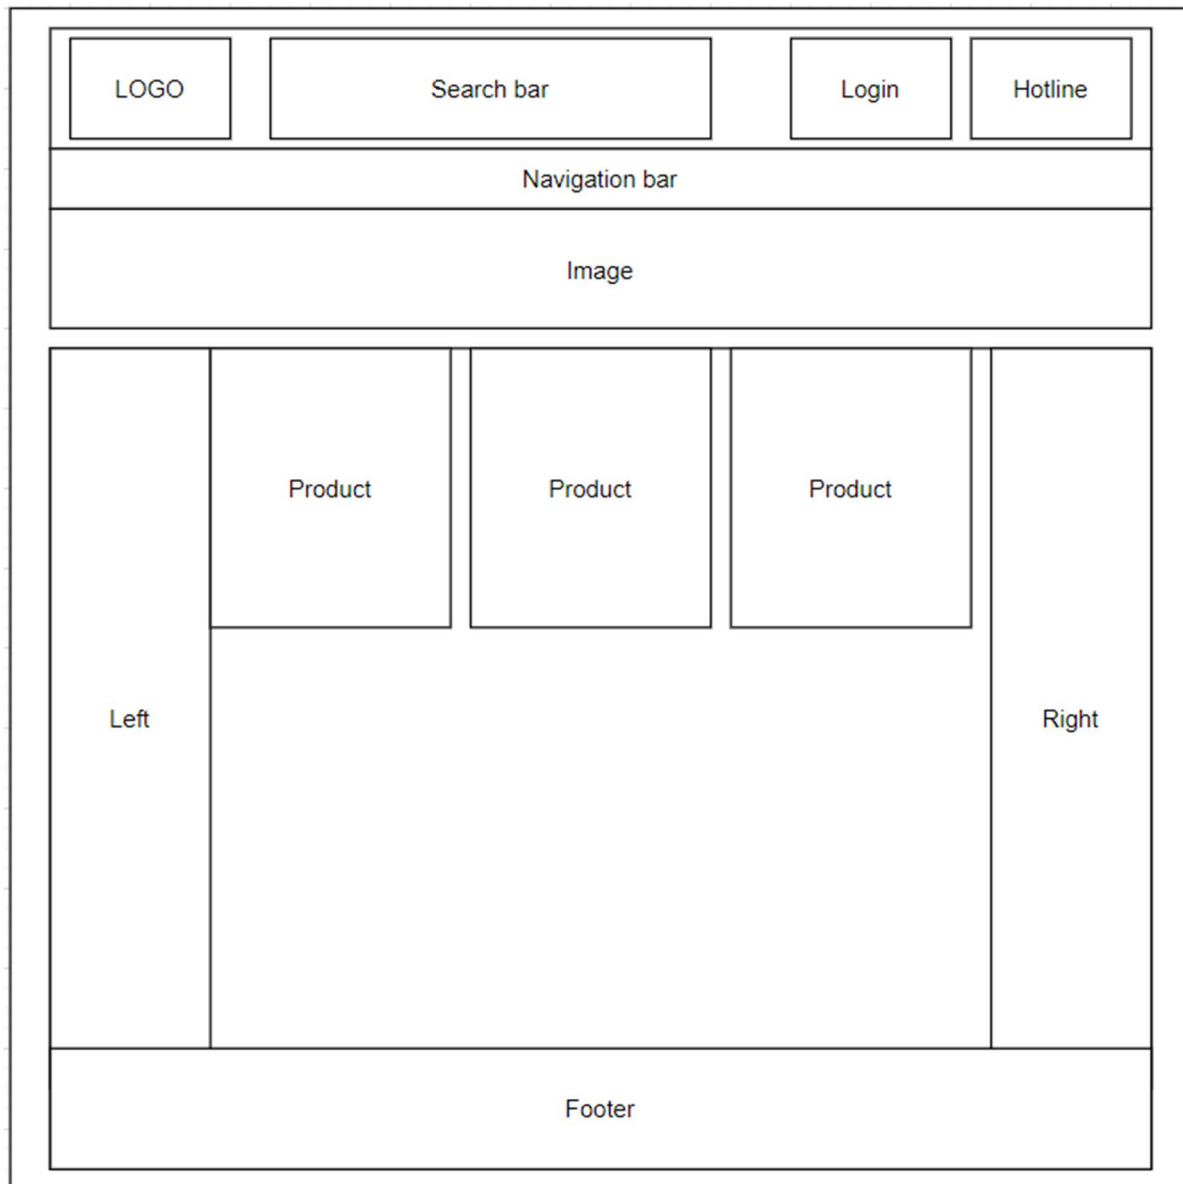 LOGO
Search bar
Login
Hotline
Navigation bar
Image
Product
Product
Product
Left
Right
Footer